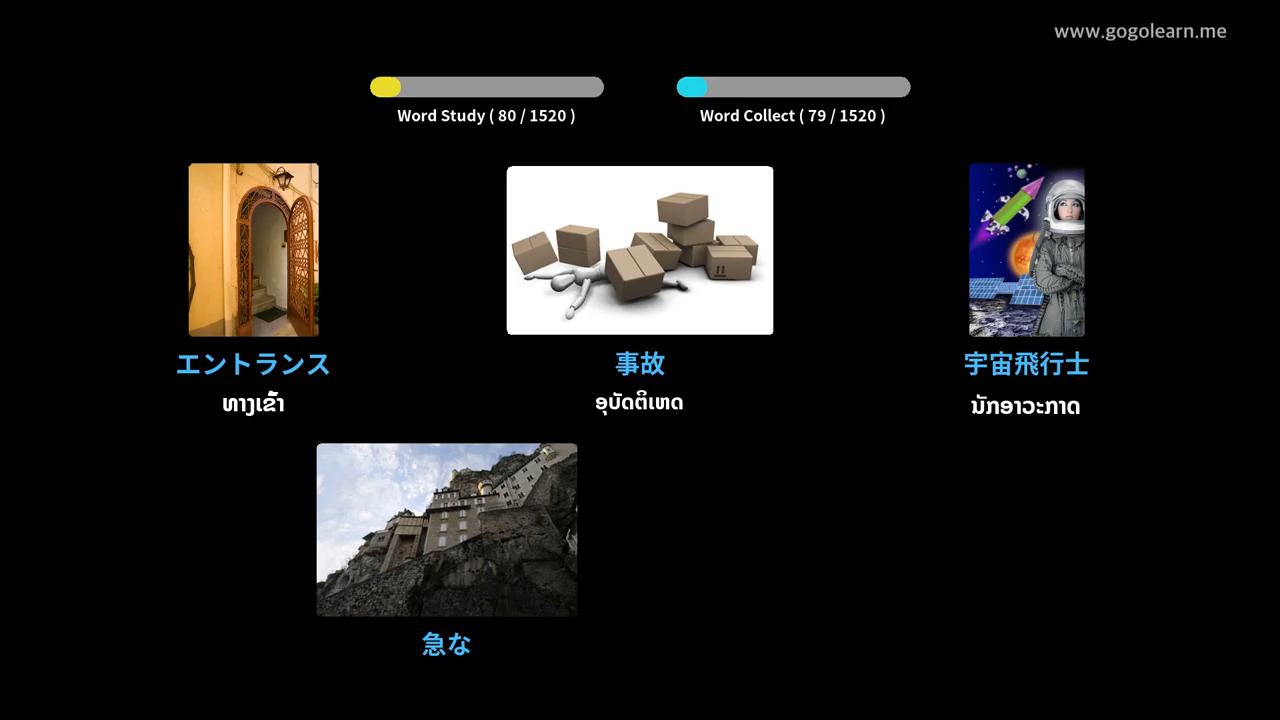 www.gogolearn.me
Word Study ( 80 / 1520 )
Word Collect ( 79 / 1520 )
エントランス
事故
宇宙飛行士
ທາງເຂົ້າ
ອຸບັດຕິເຫດ
ນັກອາວະກາດ
急な